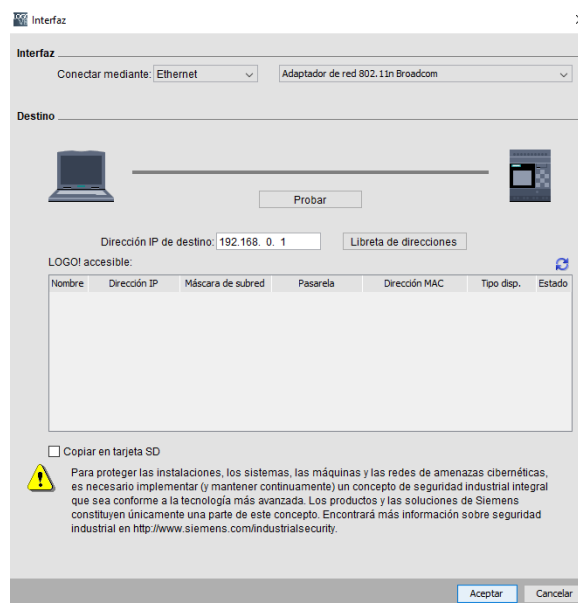 Interfaz
Interfaz
Conectar mediante: Ethernet Adaptador de red 802.11n Broadcom
Destino
Probar
Dirección IP de destino: 192.168. 0. 1 Libreta de direcciones
LOGO! accesible:
Nombre Dirección IP Máscara de subred Pasarela Dirección MAC Tipo disp. Estado
Copiar en tarjeta SD
Para proteger las instalaciones, los sistemas, las máquinas y las redes de amenazas cibernéticas,
es necesario implementar (y mantener continuamente) un concepto de seguridad industrial integral
que sea conforme a la tecnología más avanzada. Los productos y las soluciones de Siemens
constituyen únicamente una parte de este concepto. Encontrará más información sobre seguridad
industrial en http://www.siemens.com/industrialsecurity.
Aceptar Cancelar